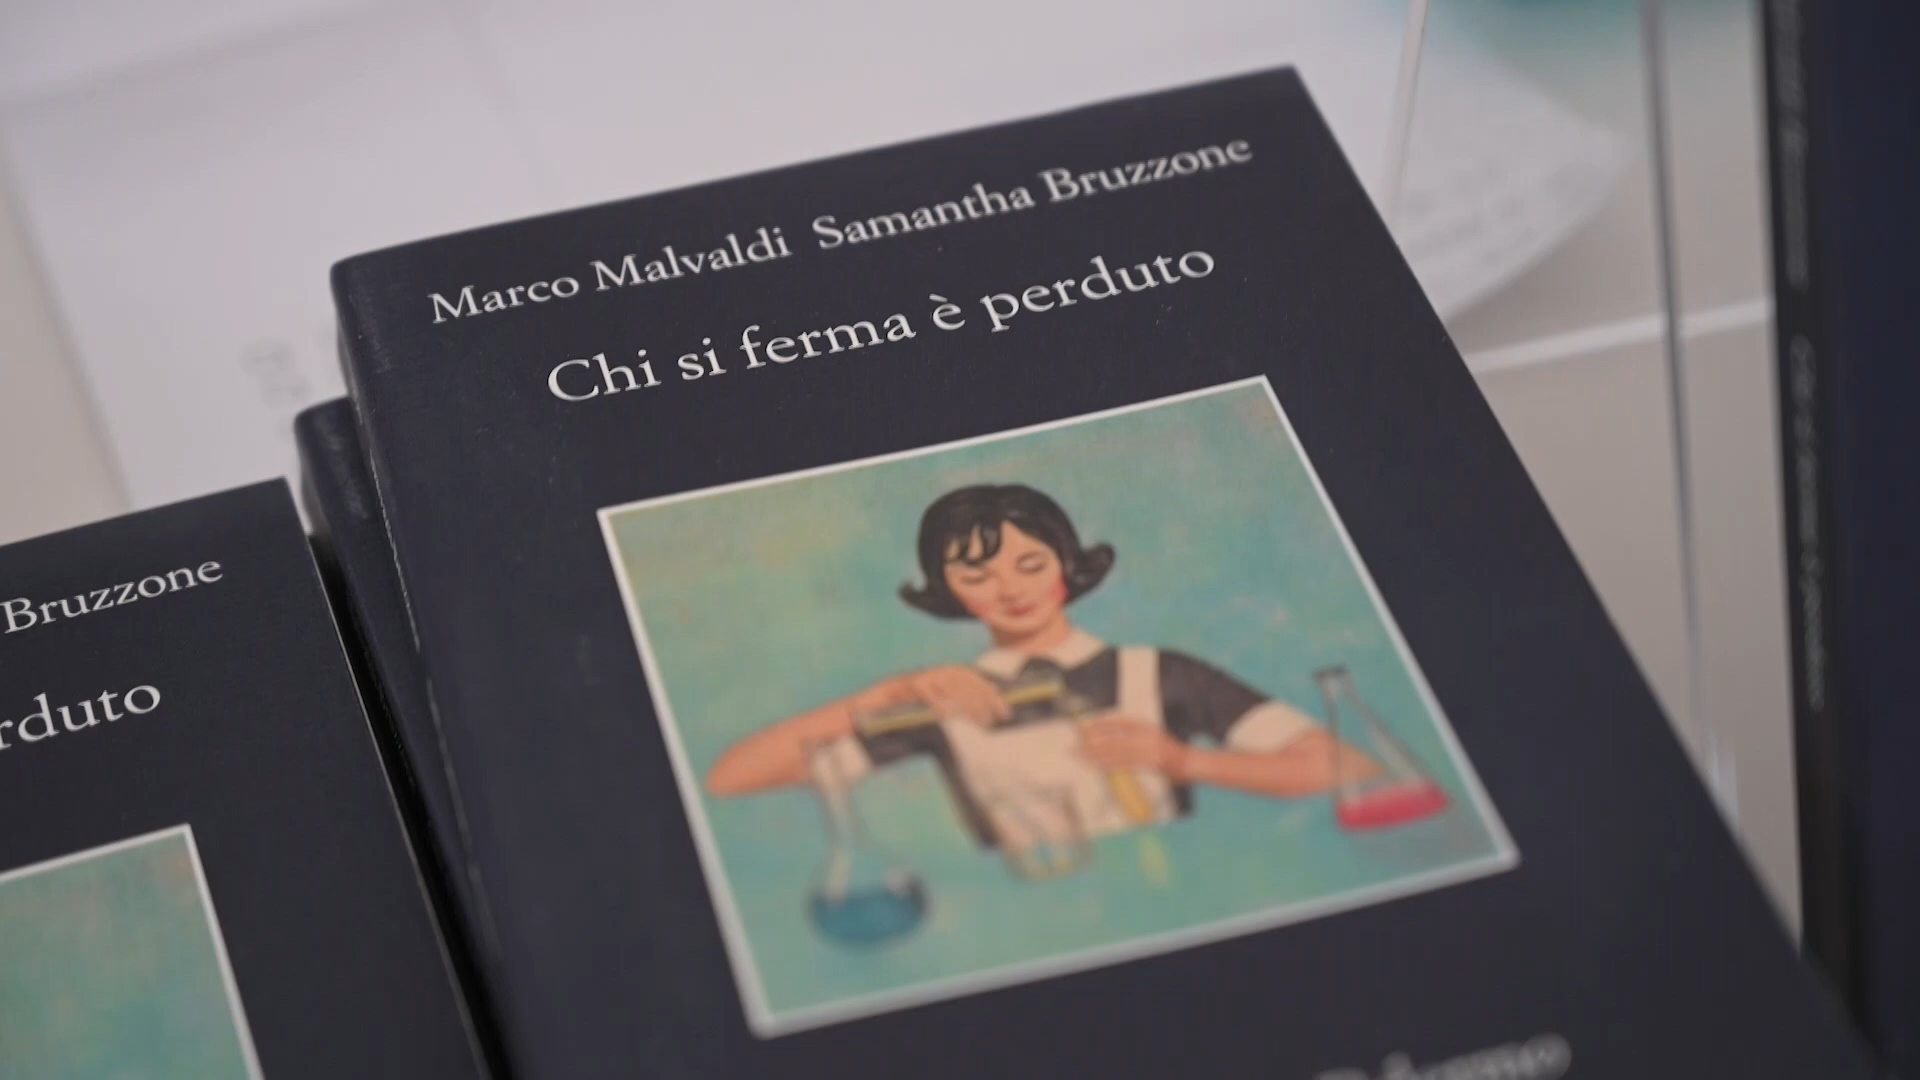 Marco Malvaldi Samantha Bruzzone
Chi si ferma è perduto
Bruzzone
rduto